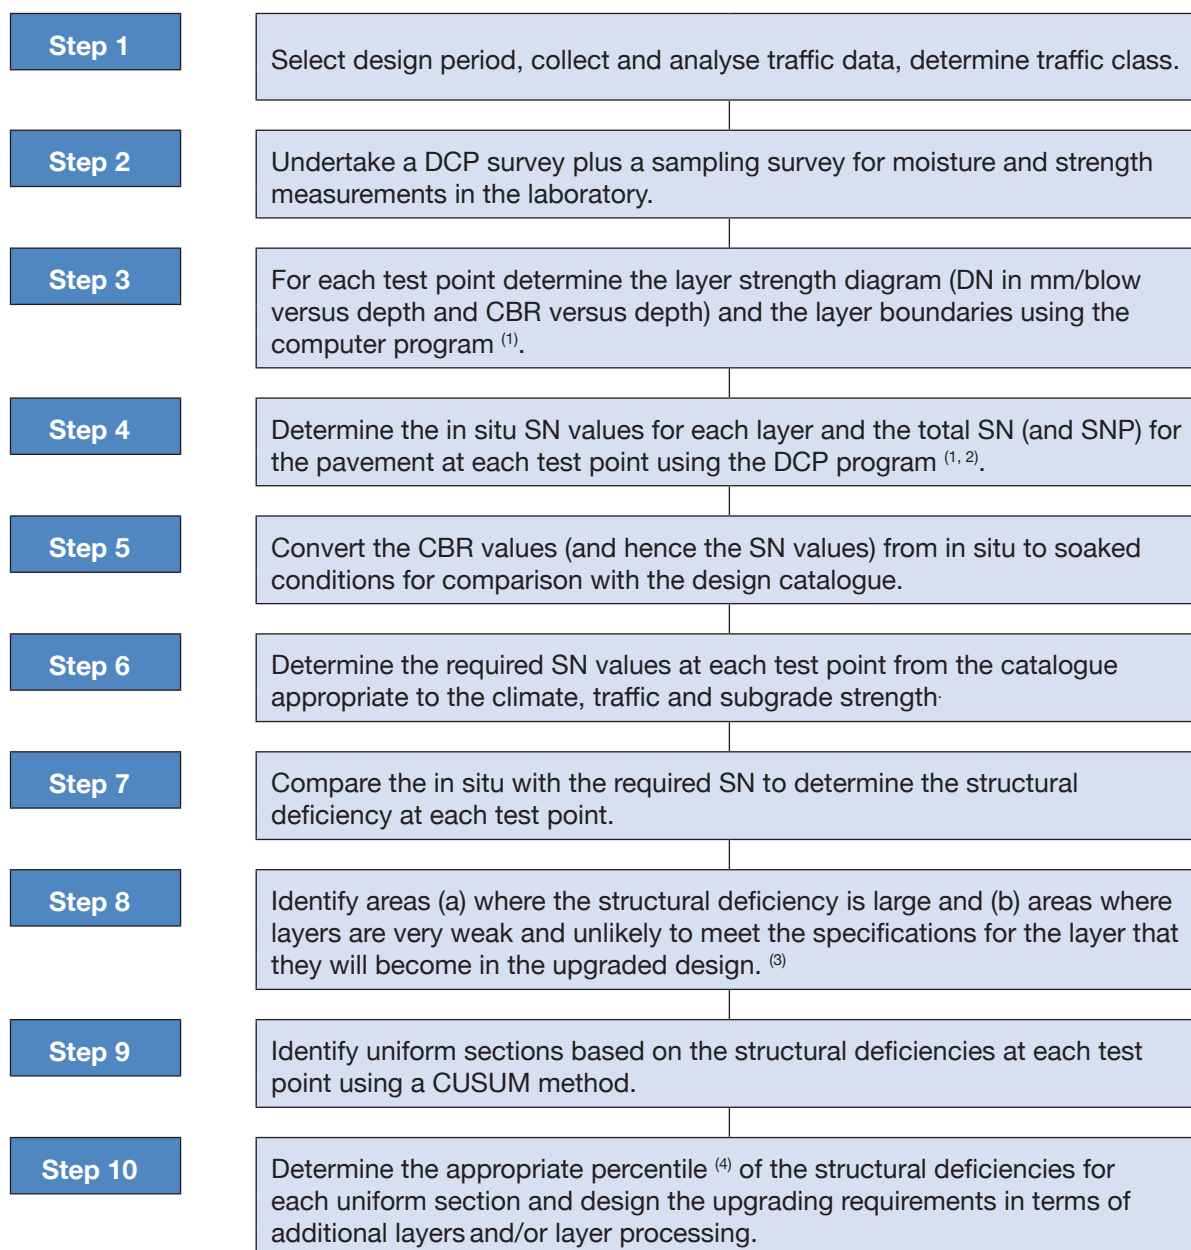 Step 1
Select design period, collect and analyse traffic data, determine traffic class.
Step 2
Undertake a DCP survey plus a sampling survey for moisture and strength
measurements in the laboratory.
Step 3
For each test point determine the layer strength diagram (DN in mm/blow
versus depth and CBR versus depth) and the layer boundaries using the
computer program (1).
Step 4
Determine the in situ SN values for each layer and the total SN (and SNP) for
the pavement at each test point using the DCP program (1, 2).
Step 5
Convert the CBR values (and hence the SN values) from in situ to soaked
conditions for comparison with the design catalogue.
Step 6
Determine the required SN values at each test point from the catalogue
appropriate to the climate, traffic and subgrade strength.
Step 7
Compare the in situ with the required SN to determine the structural
deficiency at each test point.
Step 8
Identify areas (a) where the structural deficiency is large and (b) areas where
layers are very weak and unlikely to meet the specifications for the layer that
they will become in the upgraded design. (3)
Step 9
Identify uniform sections based on the structural deficiencies at each test
point using a CUSUM method.
Step 10
Determine the appropriate percentile (4) of the structural deficiencies for
each uniform section and design the upgrading requirements in terms of
additional layers and/or layer processing.